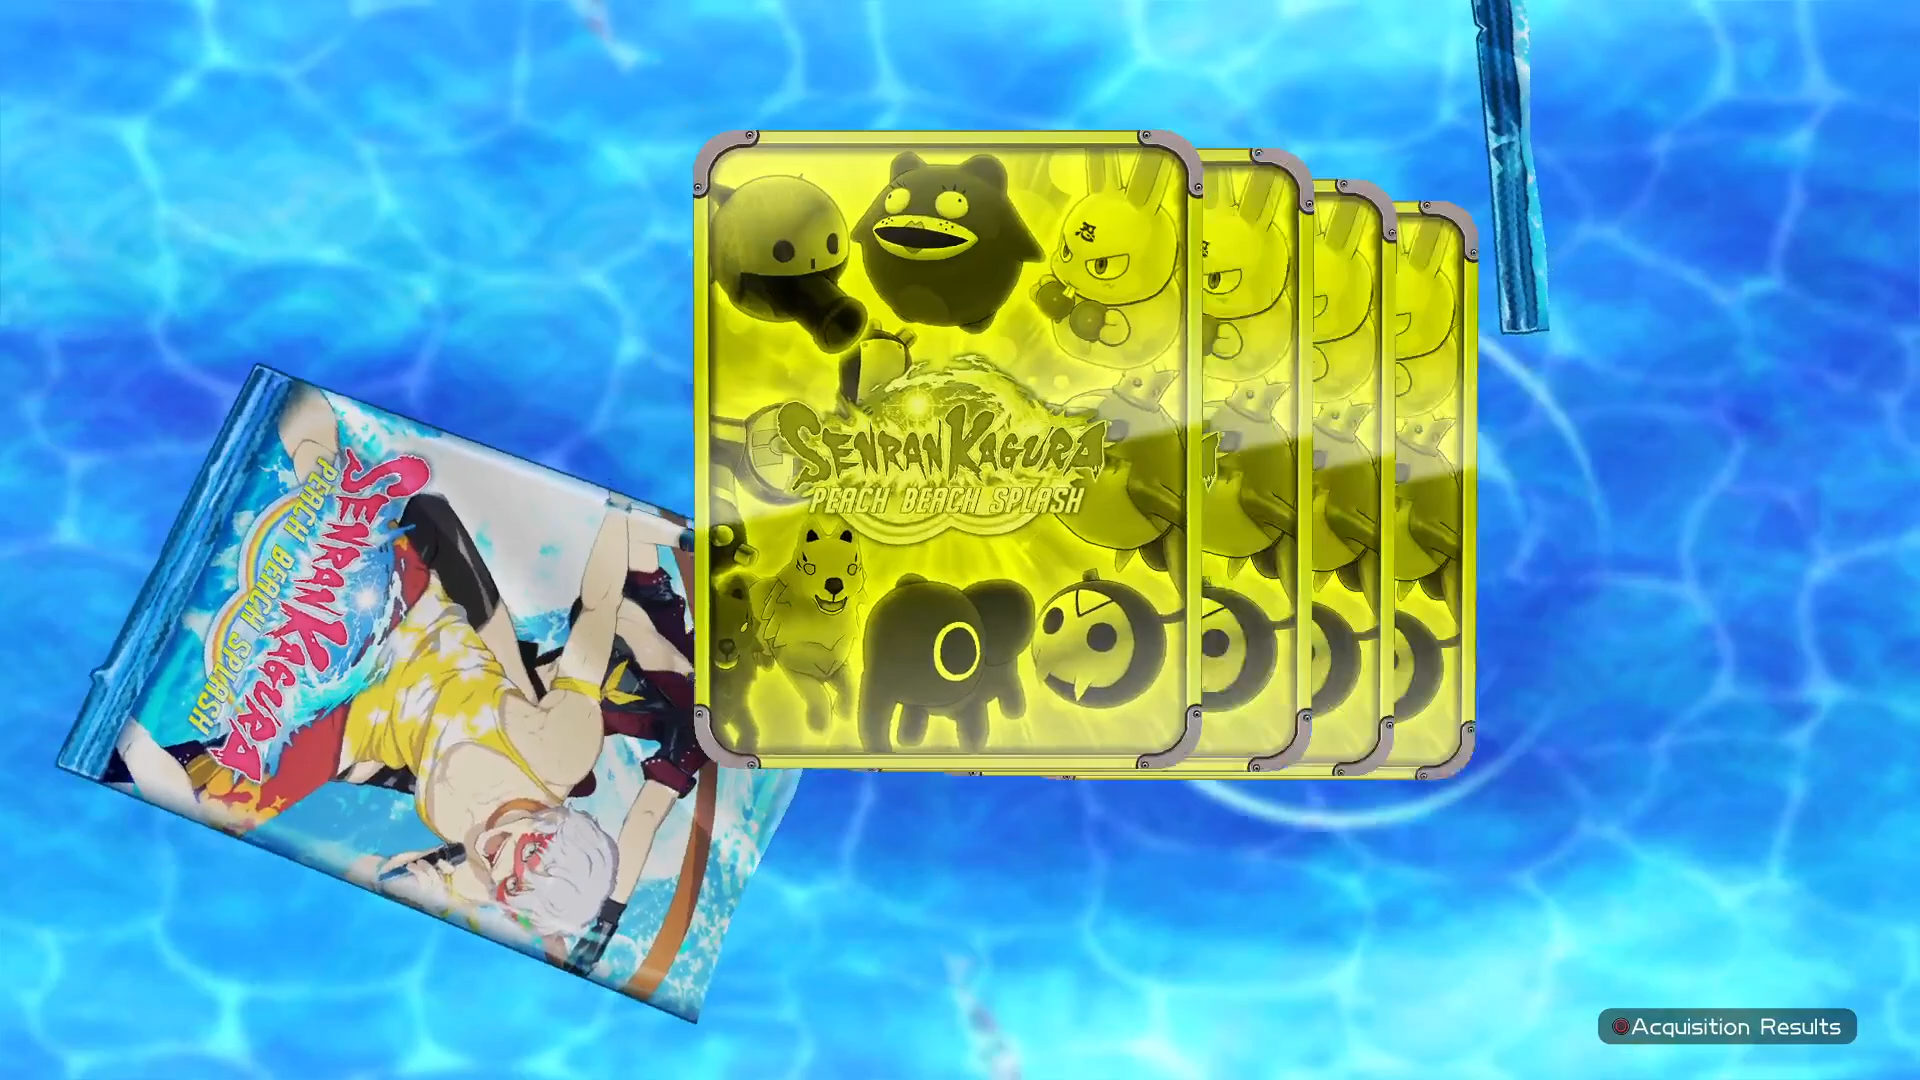 忍
SENRAN KAGURA
PEACH BEACH SPLASH
SENRAN KAGURA
PEACH BEACH SPLASH
Acquisition Results